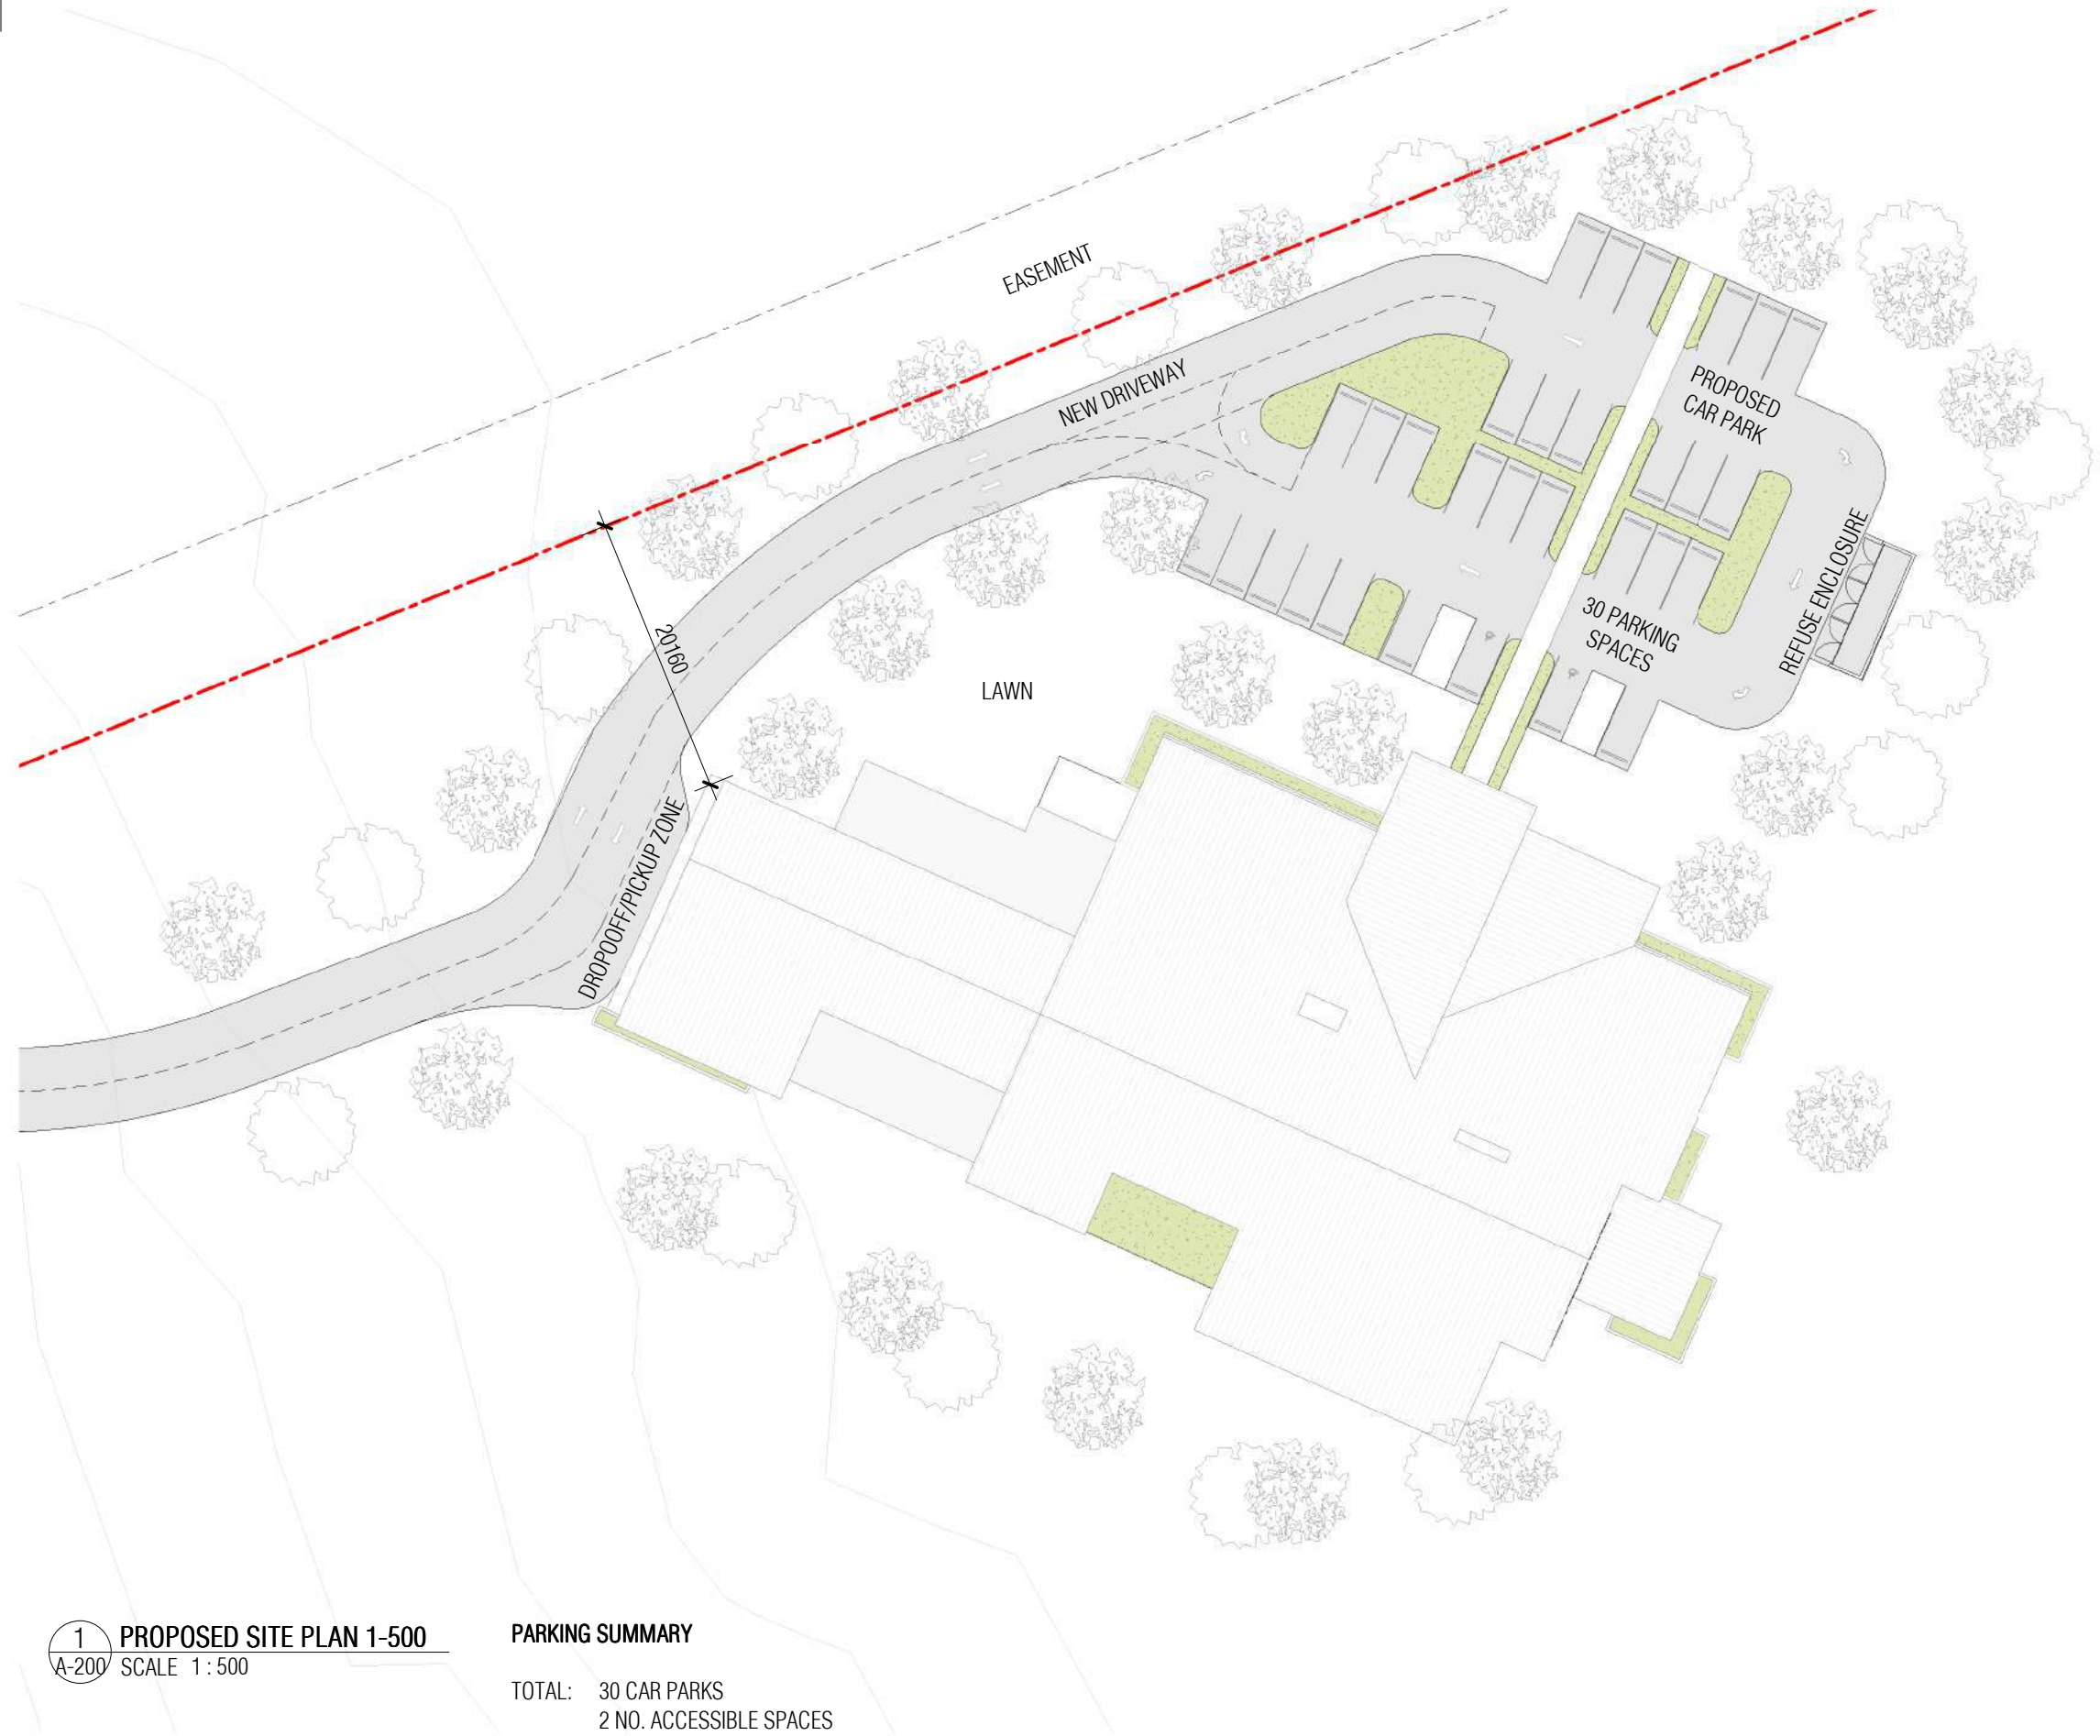 EASEMENT
NEW DRIVEWAY
PROPOSED
CAR PARK
REFUSE ENCLOSURE
30 PARKING
SPACES
20160
LAWN
DROPOOFF/PICKUP ZONE
1
A-200
PROPOSED SITE PLAN 1-500
SCALE 1 : 500
PARKING SUMMARY
TOTAL: 30 CAR PARKS
2 NO. ACCESSIBLE SPACES